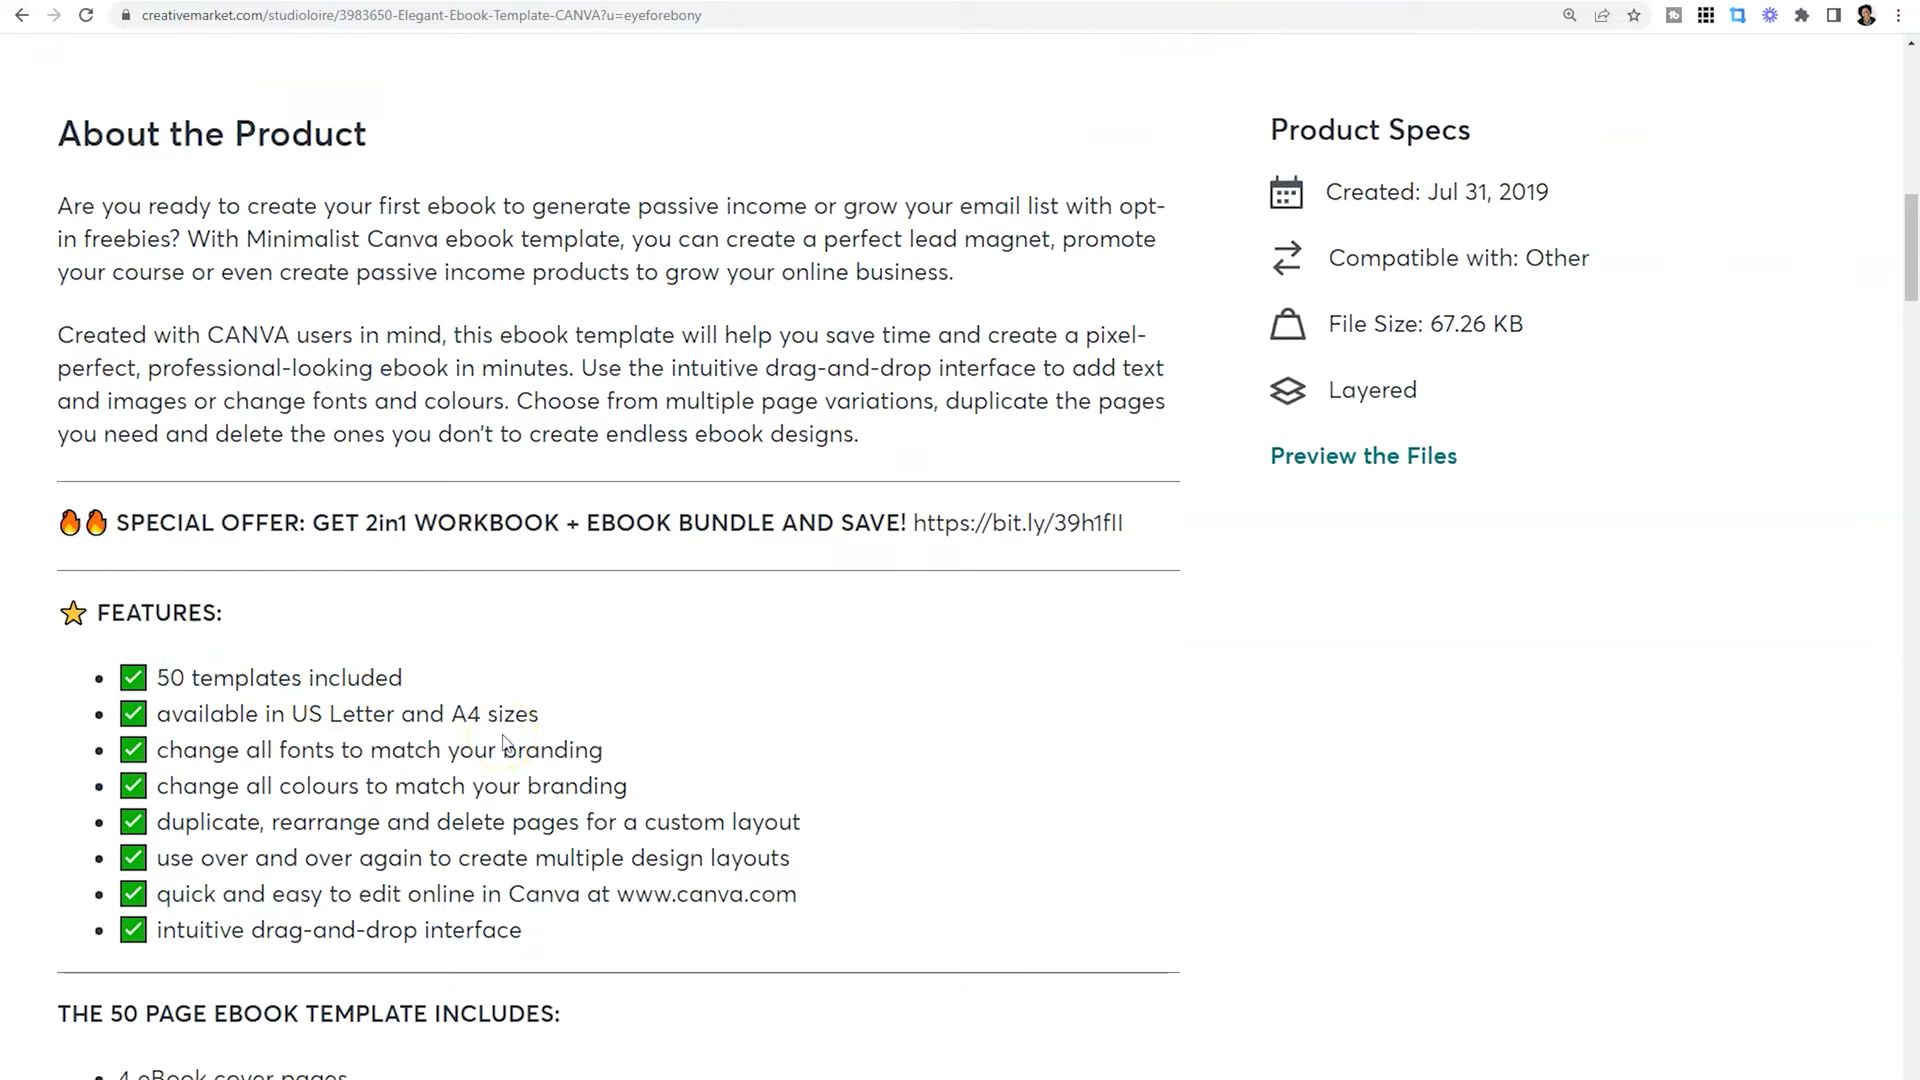 creativemarket.com/studioloire/3983650-Elegant-Ebook-Template-CANVA?u=eyeforebony
About the Product
Are you ready to create your first ebook to generate passive income or grow your email list with opt-
in freebies? With Minimalist Canva ebook template, you can create a perfect lead magnet, promote
your course or even create passive income products to grow your online business.
Created with CANVA users in mind, this ebook template will help you save time and create a pixel-
perfect, professional-looking ebook in minutes. Use the intuitive drag-and-drop interface to add text
and images or change fonts and colours. Choose from multiple page variations, duplicate the pages
you need and delete the ones you don't to create endless ebook designs.
SPECIAL OFFER: GET 2in1 WORKBOOK + EBOOK BUNDLE AND SAVE! https://bit.ly/39h1fll
FEATURES:
50 templates included
available in US Letter and A4 sizes
change all fonts to match your branding
change all colours to match your branding
duplicate, rearrange and delete pages for a custom layout
use over and over again to create multiple design layouts
quick and easy to edit online in Canva at www.canva.com
intuitive drag-and-drop interface
THE 50 PAGE EBOOK TEMPLATE INCLUDES:
4 eBook cover pages
Product Specs
Created: Jul 31, 2019
Compatible with: Other
File Size: 67.26 KB
Layered
Preview the Files